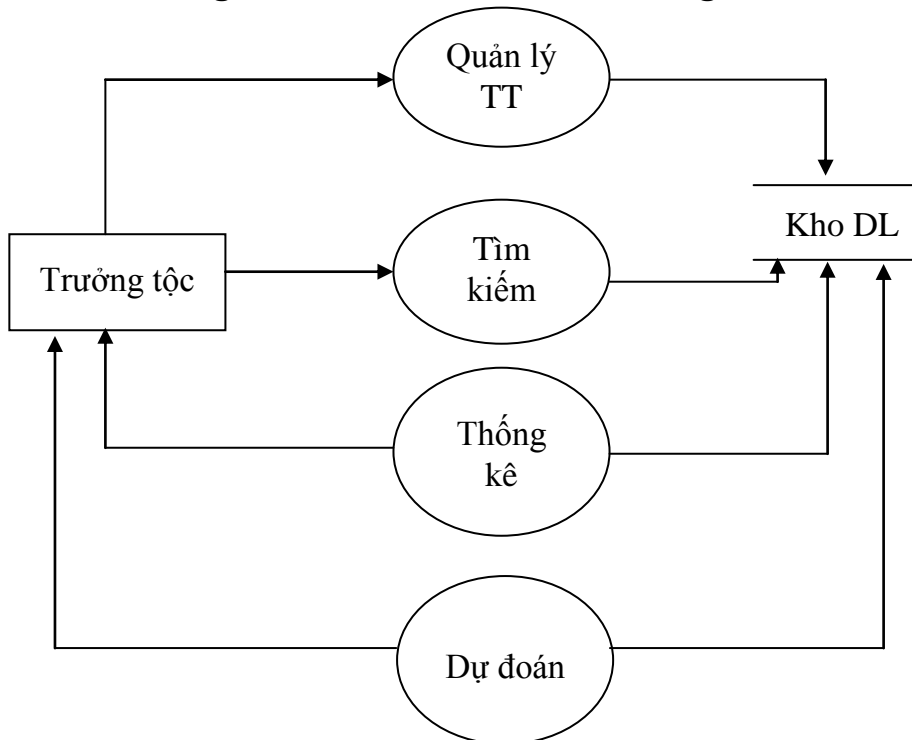 Quản lý
TT
Kho DL
Trưởng tộc
Tìm
kiếm
Thống
kê
Dự đoán